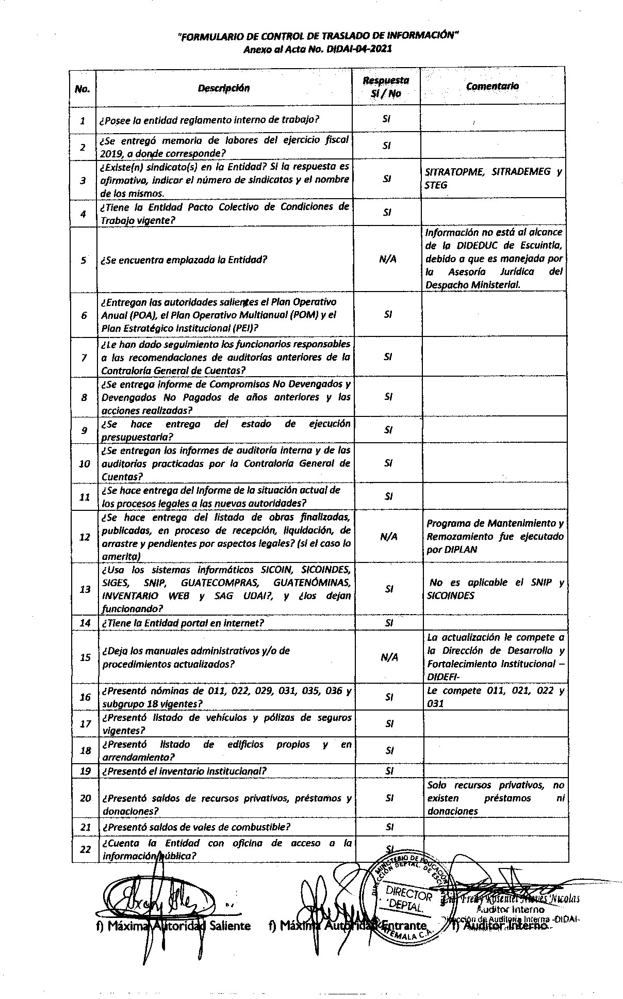 "FORMULARIO DE CONTROL DE TRASLADO DE INFORMACIÓN"
Anexo al Acta No. DIDAI-04-2021
No.
Descripción
Respuesta
Sí / No
Comentario
1
¿Posee la entidad reglamento interno de trabajo?
SI
2
¿Se entregó memoria de labores del ejercicio fiscal
2019, a donde corresponde?
SI
3
¿Existe(n) sindicato(s) en la Entidad? Si la respuesta es
afirmativa, indicar el número de sindicatos y el nombre
de los mismos.
SI
SITRATOPME, SITRADEMEG y
STEG
4
¿Tiene la Entidad Pacto Colectivo de Condiciones de
Trabajo vigente?
SI
5
¿Se encuentra emplazada la Entidad?
N/A
Información no está al alcance
de la DIDEDUC de Escuintla,
debido a que es manejada por
la Asesoría Jurídica del
Despacho Ministerial.
6
¿Entregan las autoridades salientes el Plan Operativo
Anual (POA), el Plan Operativo Multianual (POM) y el
Plan Estratégico Institucional (PEI)?
SI
7
¿Le han dado seguimiento los funcionarios responsables
a las recomendaciones de auditorías anteriores de la
Contraloría General de Cuentas?
SI
8
¿Se entrega informe de Compromisos No Devengados y
Devengados No Pagados de años anteriores y las
acciones realizadas?
SI
9
¿Se hace entrega del estado de ejecución
presupuestaria?
SI
10
¿Se entregan los informes de auditoría interna y de las
auditorías practicadas por la Contraloría General de
Cuentas?
SI
11
¿Se hace entrega del Informe de la situación actual de
los procesos legales a las nuevas autoridades?
SI
12
¿Se hace entrega del listado de obras finalizadas,
publicadas, en proceso de recepción, liquidación, de
arrastre y pendientes por aspectos legales? (si el caso lo
amerita)
N/A
Programa de Mantenimiento y
Remozamiento fue ejecutado
por DIPLAN
13
¿Usa los sistemas informáticos SICOIN, SICOINDES,
SIGES, SNIP, GUATECOMPRAS, GUATENÓMINAS,
INVENTARIO WEB y SAG UDAI?, y ¿los dejan
funcionando?
SI
No es aplicable el SNIP y
SICOINDES
14
¿Tiene la Entidad portal en internet?
SI
15
¿Deja los manuales administrativos y/o de
procedimientos actualizados?
N/A
La actualización le compete a
la Dirección de Desarrollo y
Fortalecimiento Institucional –
DIDEFI-
16
¿Presentó nóminas de 011, 022, 029, 031, 035, 036 y
subgrupo 18 vigentes?
SI
Le compete 011, 021, 022 y
031
17
¿Presentó listado de vehículos y pólizas de seguros
vigentes?
SI
18
¿Presentó listado de edificios propios y en
arrendamiento?
SI
19
¿Presentó el inventario institucional?
SI
20
¿Presentó saldos de recursos privativos, préstamos y
donaciones?
SI
Solo recursos privativos, no
existen préstamos ni
donaciones
21
¿Presentó saldos de vales de combustible?
SI
22
¿Cuenta la Entidad con oficina de acceso a la
información pública?
SI
MINISTERIO DE EDUCACIÓN
DIRECCIÓN DEPTAL. DE
DIRECTOR
DEPTAL.
GUATEMALA C.A.
Nicolas
Auditor Interno
Dirección de Auditoría Interna -DIDAI-
f) Máxima Autoridad Saliente
f) Máxima Autoridad Entrante
f) Auditor Interno